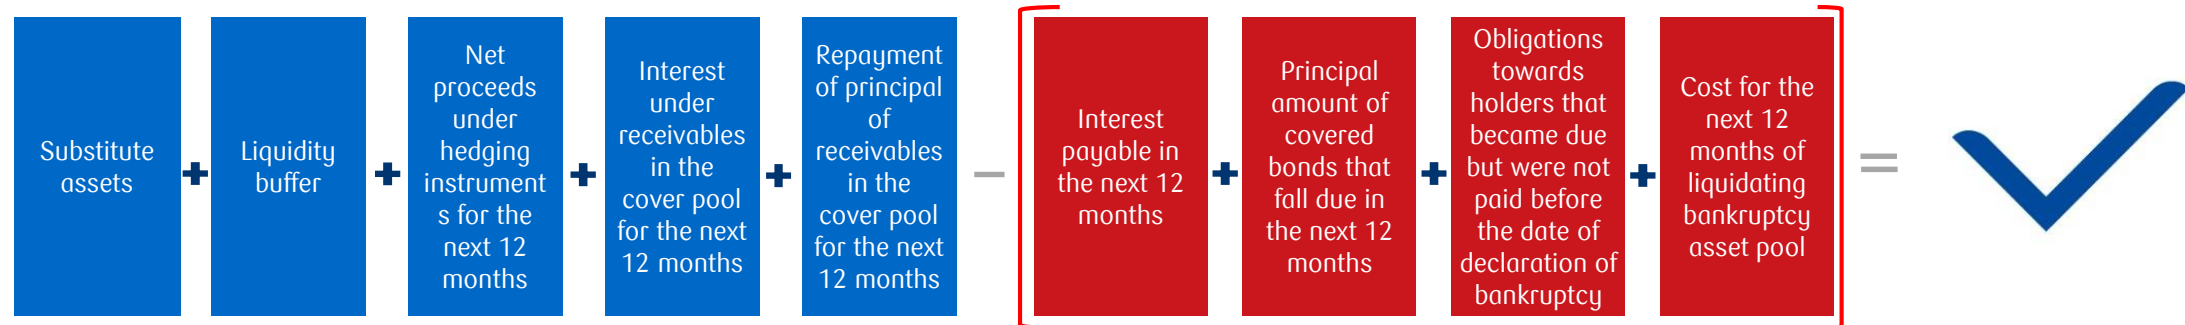 Substitute
assets
+
Liquidity
buffer
+
Net
proceeds
under
hedging
instrument
s for the
next 12
months
+
Interest
under
receivables
in the
cover pool
for the next
12 months
+
Repayment
of principal
of
receivables
in the
cover pool
for the next
12 months
−
Interest
payable in
the next 12
months
+
Principal
amount of
covered
bonds that
fall due in
the next 12
months
+
Obligations
towards
holders that
became due
but were not
paid before
the date of
declaration of
bankruptcy
+
Cost for the
next 12
months of
liquidating
bankruptcy
asset pool
=